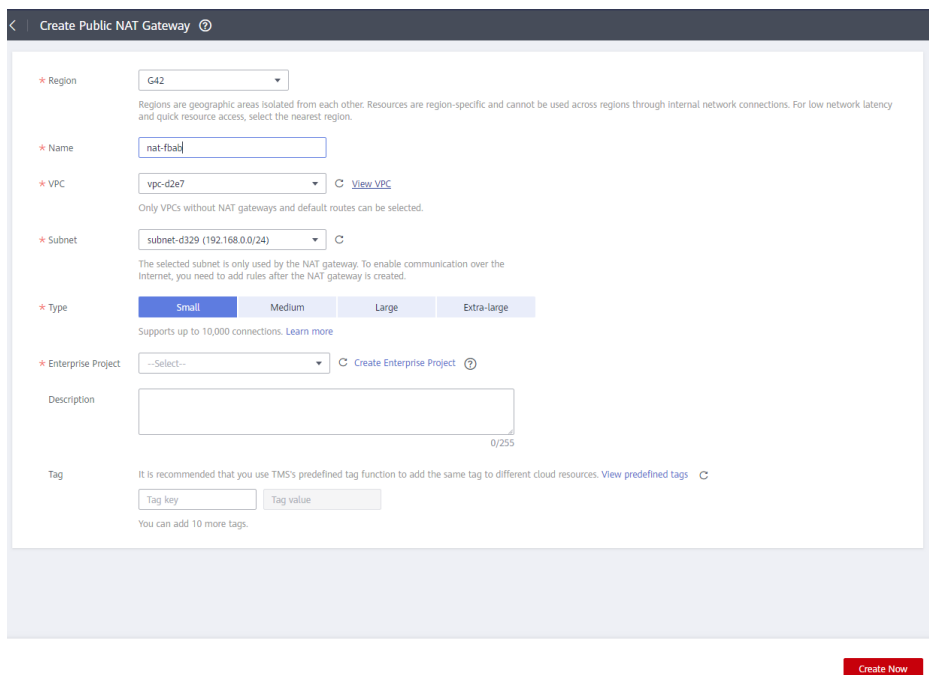 Create Public NAT Gateway ?
* Region G42
Regions are geographic areas isolated from each other. Resources are region-specific and cannot be used across regions through internal network connections. For low network latency
and quick resource access, select the nearest region.
* Name nat-fbab
* VPC vpc-d2e7 View VPC
Only VPCs without NAT gateways and default routes can be selected.
* Subnet subnet-d329 (192.168.0.0/24)
The selected subnet is only used by the NAT gateway. To enable communication over the
Internet, you need to add rules after the NAT gateway is created.
* Type Small Medium Large Extra-large
Supports up to 10,000 connections. Learn more
* Enterprise Project --Select-- Create Enterprise Project ?
Description
0/255
Tag It is recommended that you use TMS's predefined tag function to add the same tag to different cloud resources. View predefined tags
Tag key Tag value
You can add 10 more tags.
Create Now